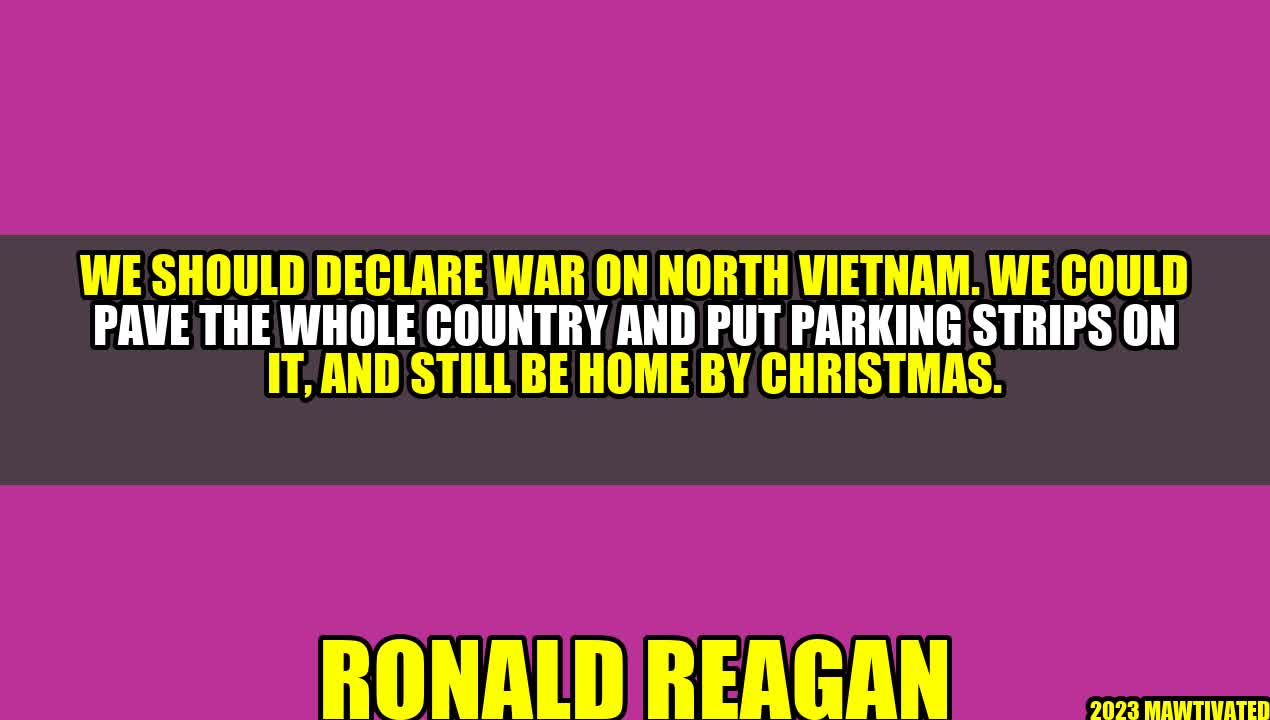 WE SHOULD DECLARE WAR ON NORTH VIETNAM. WE COULD
PAVE THE WHOLE COUNTRY AND PUT PARKING STRIPS ON
IT, AND STILL BE HOME BY CHRISTMAS.
RONALD REAGAN
2023 MAWTIVATED